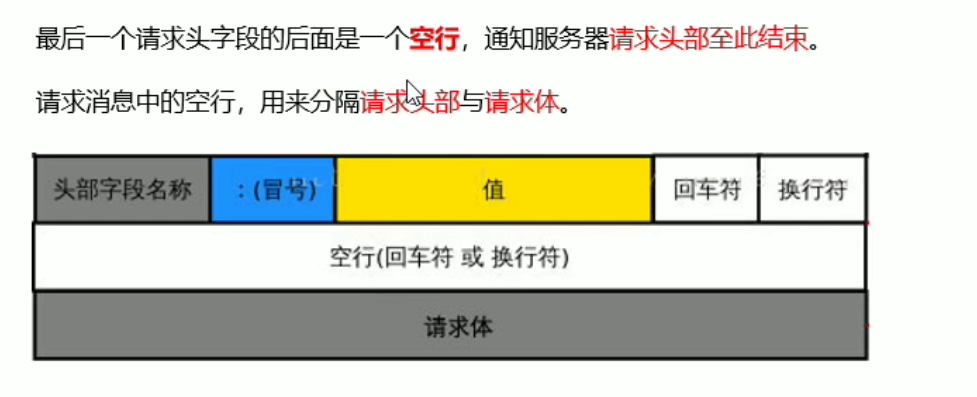 最后一个请求头字段的后面是一个空行，通知服务器请求头部至此结束。
请求消息中的空行，用来分隔请求头部与请求体。
头部字段名称 ：(冒号) 值 回车符 换行符
空行(回车符 或 换行符)
请求体